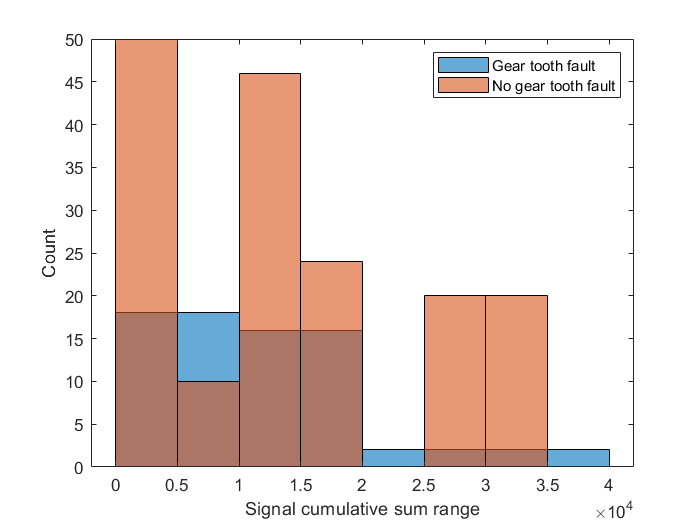 50
45
40
35
30
25
20
15
10
5
0
Count
Gear tooth fault
No gear tooth fault
0 0.5 1 1.5 2 2.5 3 3.5 4
Signal cumulative sum range
×10⁴